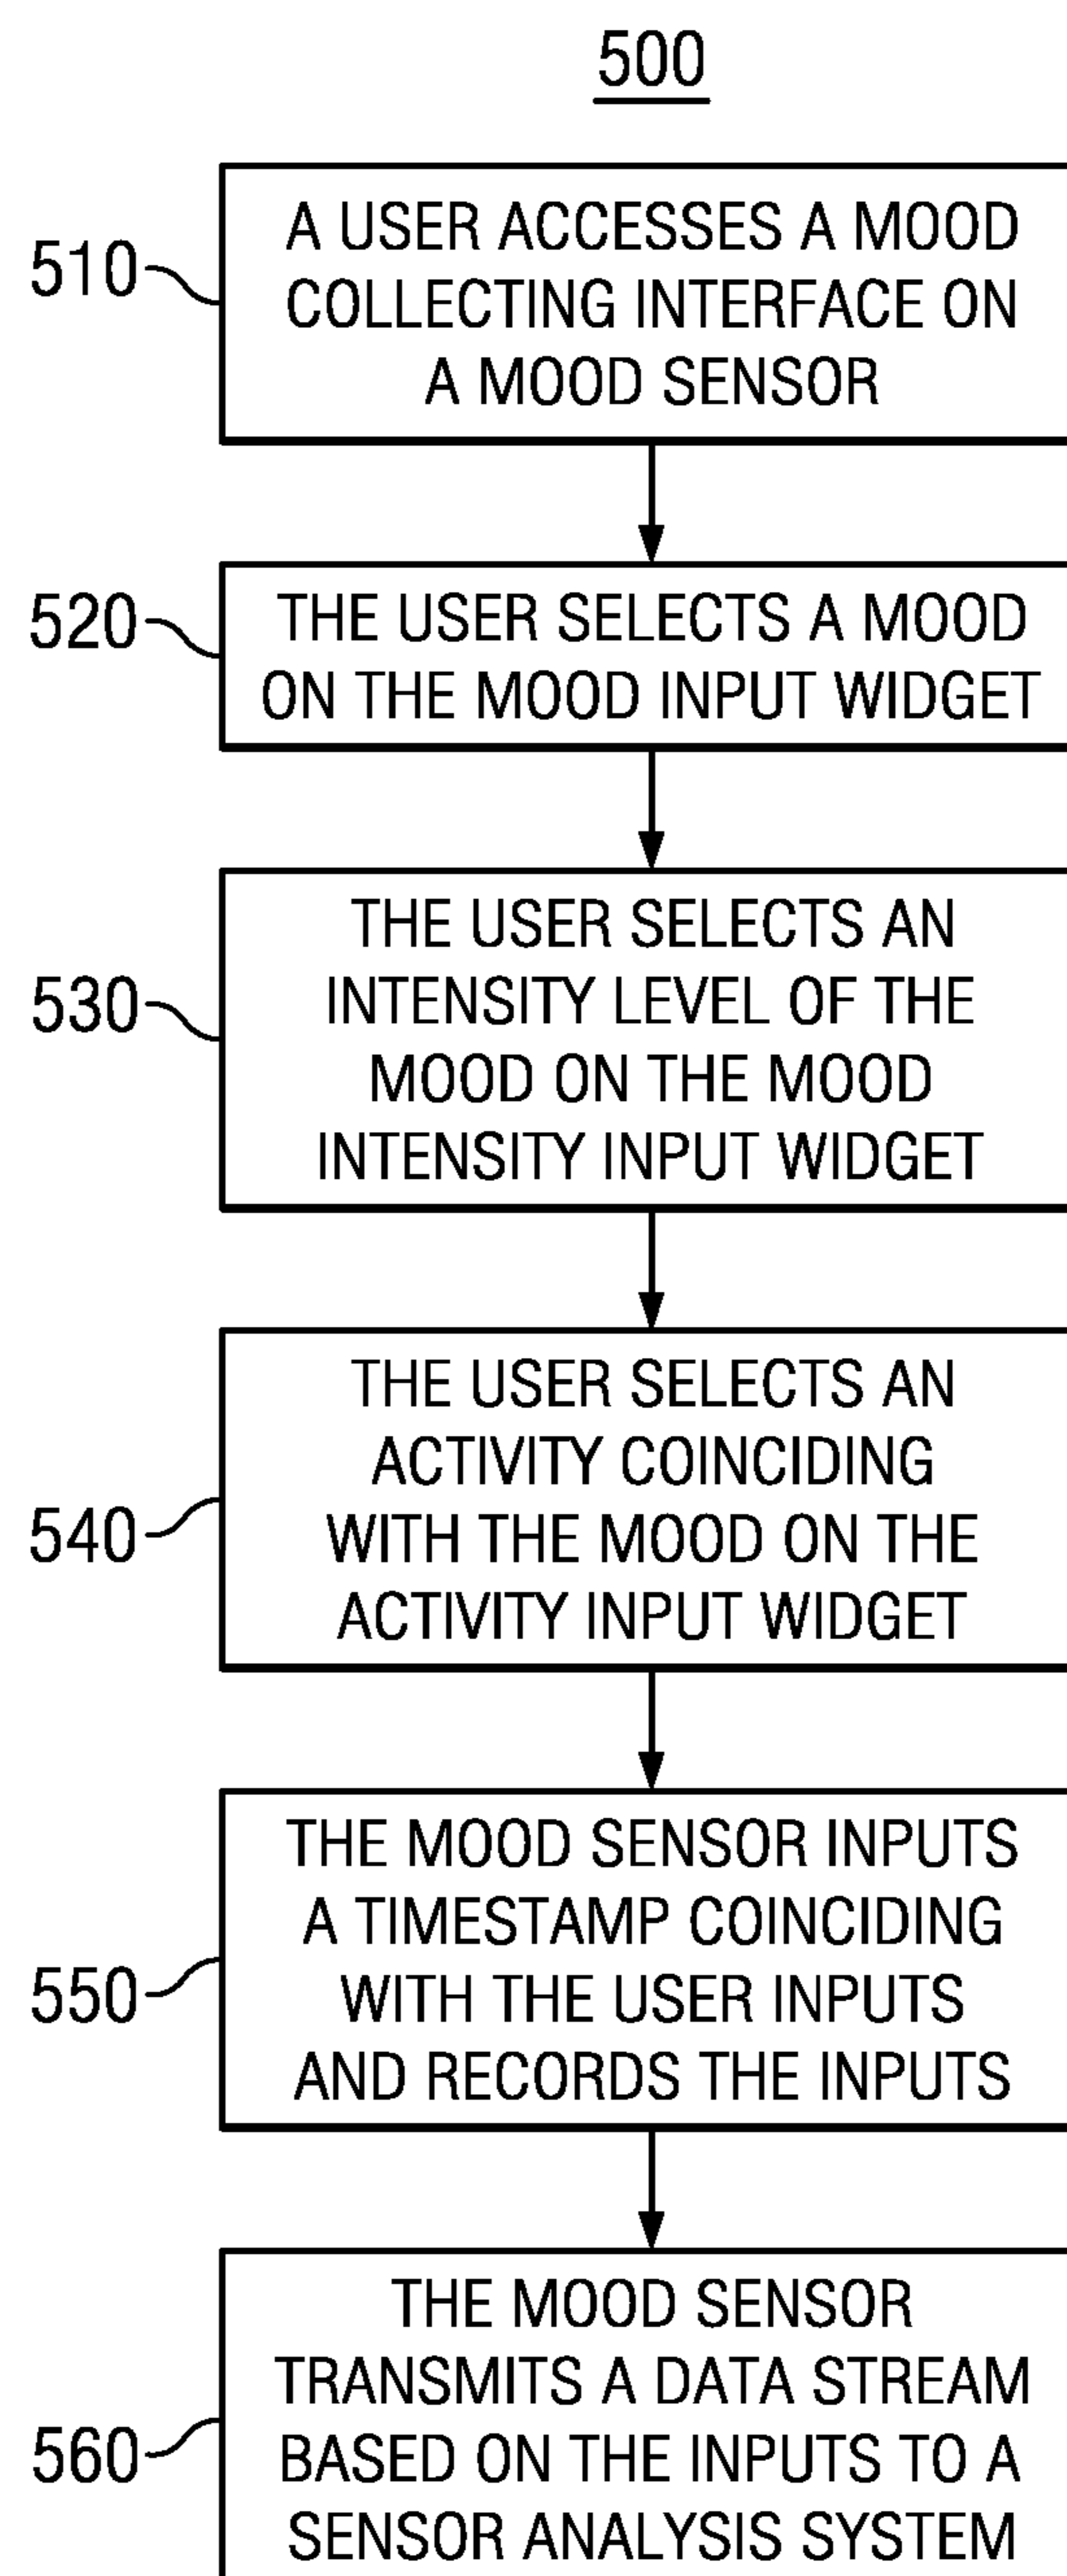 500
510
A USER ACCESSES A MOOD
COLLECTING INTERFACE ON
A MOOD SENSOR
520
THE USER SELECTS A MOOD
ON THE MOOD INPUT WIDGET
530
THE USER SELECTS AN
INTENSITY LEVEL OF THE
MOOD ON THE MOOD
INTENSITY INPUT WIDGET
540
THE USER SELECTS AN
ACTIVITY COINCIDING
WITH THE MOOD ON THE
ACTIVITY INPUT WIDGET
550
THE MOOD SENSOR INPUTS
A TIMESTAMP COINCIDING
WITH THE USER INPUTS
AND RECORDS THE INPUTS
560
THE MOOD SENSOR
TRANSMITS A DATA STREAM
BASED ON THE INPUTS TO A
SENSOR ANALYSIS SYSTEM